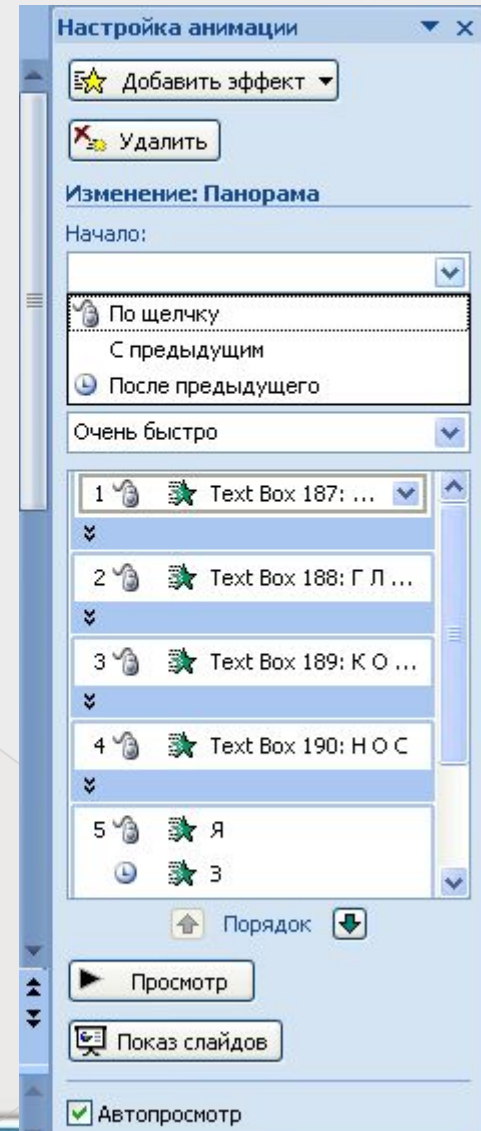 Настройка анимации
Добавить эффект
Удалить
Изменение: Панорама
Начало:
По щелчку
С предыдущим
После предыдущего
Очень быстро
1 Text Box 187: ...
2 Text Box 188: Г Л ...
3 Text Box 189: К О ...
4 Text Box 190: Н О С
5 Я
З
Порядок
Просмотр
Показ слайдов
Автопросмотр